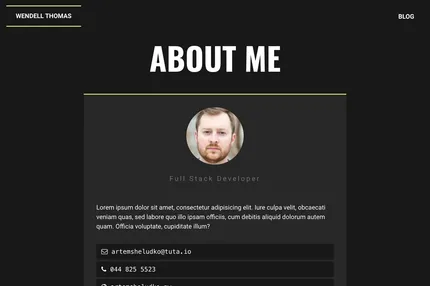 WENDELL THOMAS
BLOG
ABOUT ME
Full Stack Developer
Lorem ipsum dolor sit amet, consectetur adipisicing elit. Iure culpa velit, obcaecati
veniam quas, sed labore quo illo ipsam officiis, cum debitis aliquid dolorum rerum
quam. Officia voluptate, cupiditate illum?
artemsheludko@tuta.io
044 825 5523